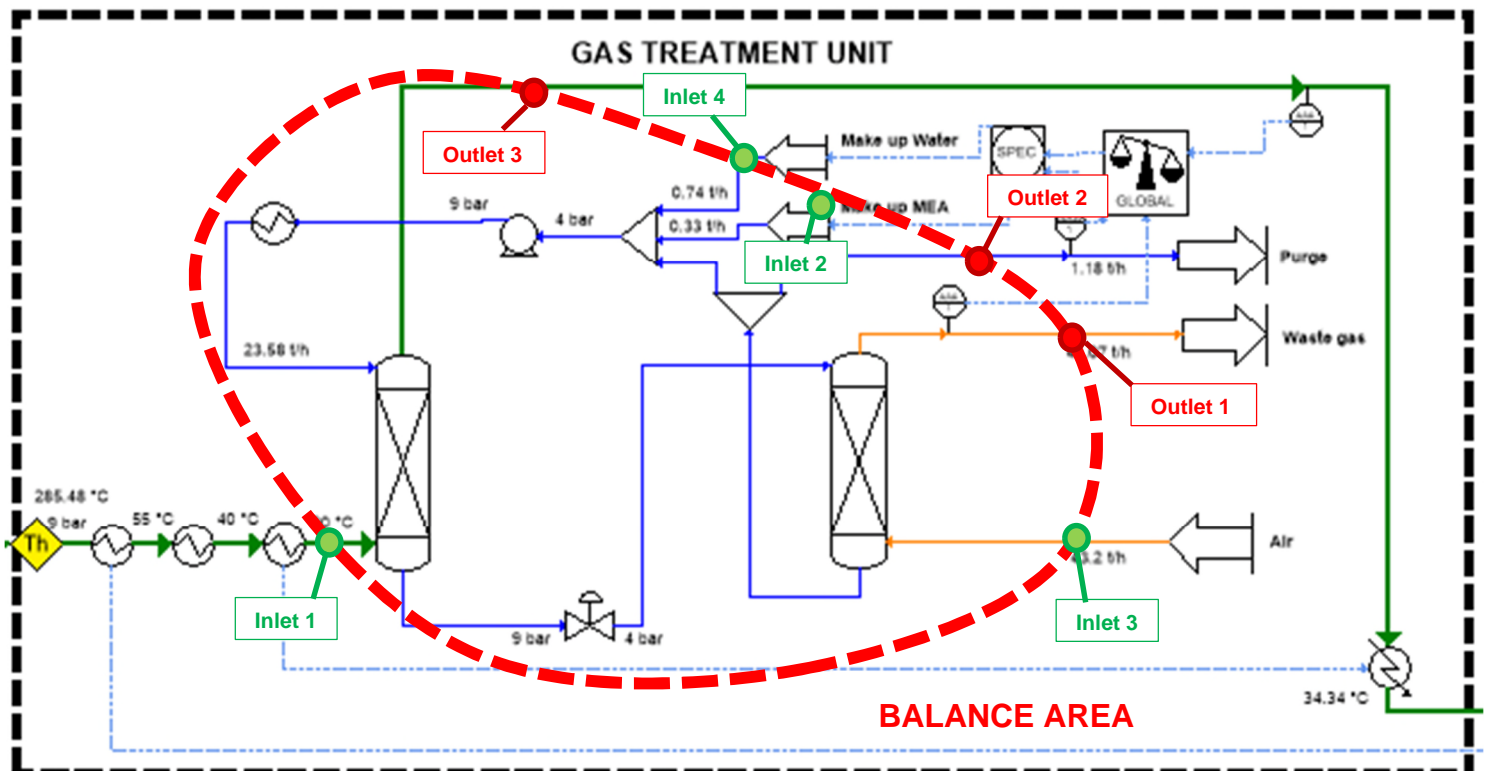 GAS TREATMENT UNIT
Inlet 4
Outlet 3
Make up Water
SPEC
GLOBAL
Outlet 2
0.74 t/h
9 bar
4 bar
0.33 t/h
Make up MEA
Inlet 2
1.18 t/h
Purge
Waste gas
23.58 t/h
Outlet 1
285.48 °C
Th
9 bar
55 °C
40 °C
Air
Inlet 1
9 bar
4 bar
Inlet 3
34.34 °C
BALANCE AREA